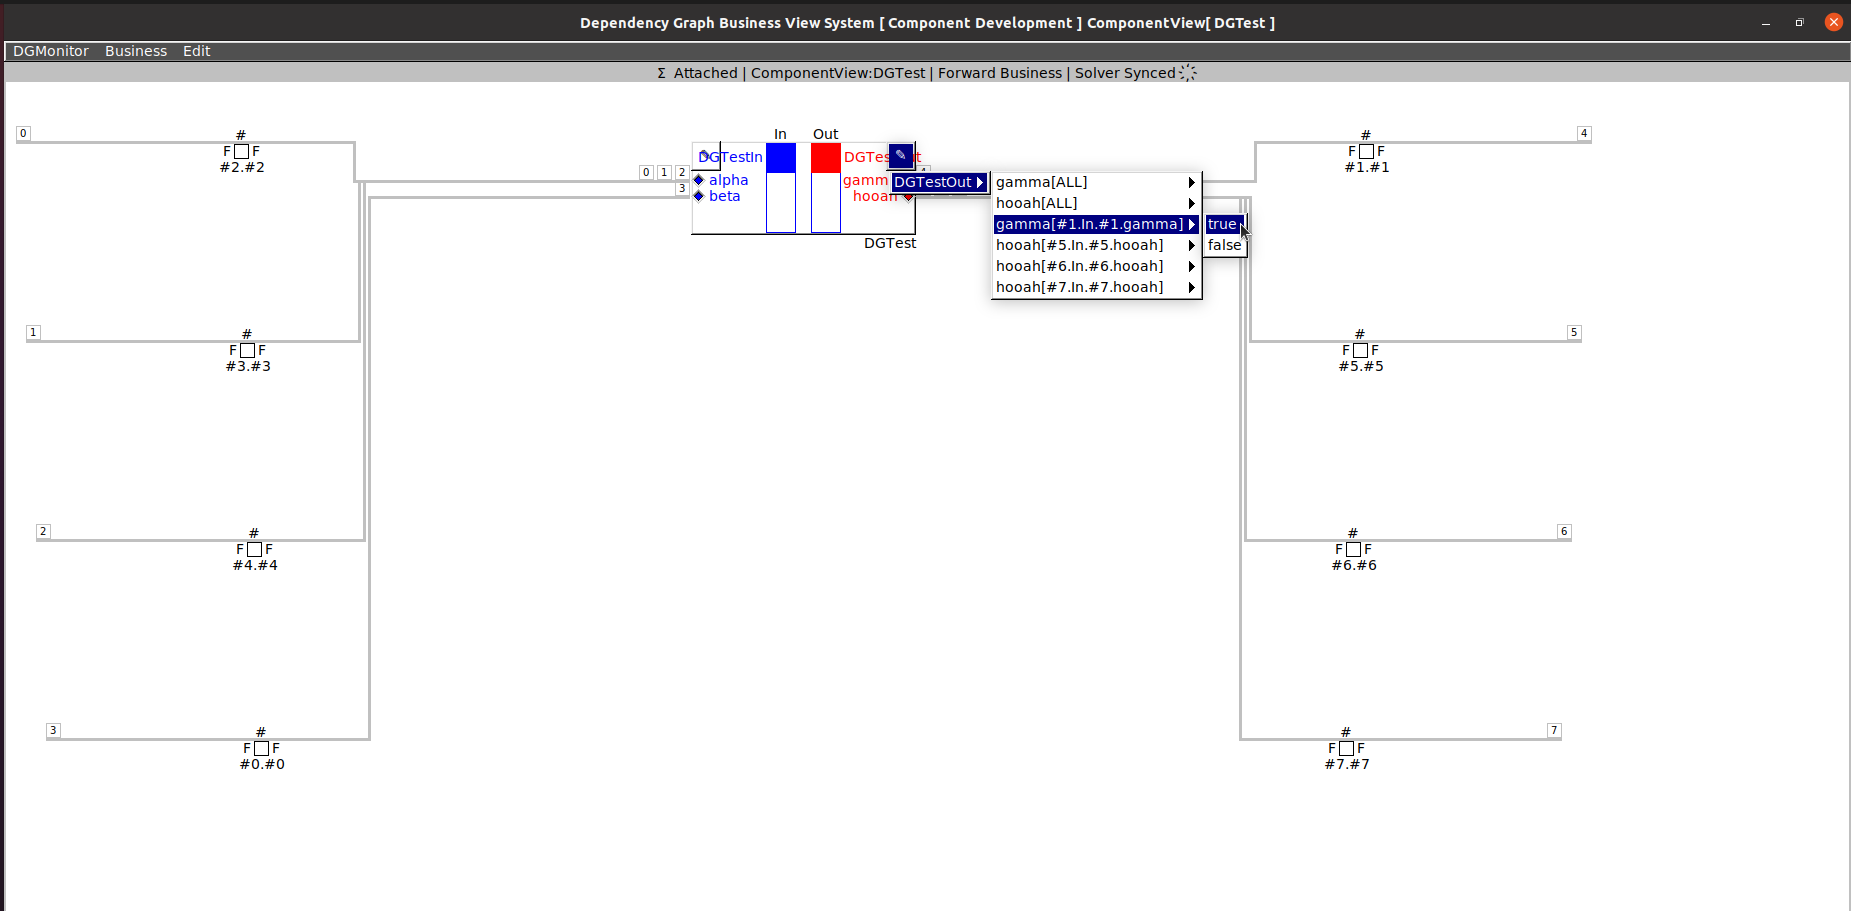 Dependency Graph Business View System [ Component Development ] ComponentView[ DGTest ]
DGMonitor Business Edit
Σ Attached | ComponentView:DGTest | Forward Business | Solver Synced
0
#
F F
#2.#2
In Out
DGTestIn
alpha
beta
0 1 2
3
hooah
DGTest
DGTestOut
gamma[ALL]
hooah[ALL]
gamma[#1.In.#1.gamma]
hooah[#5.In.#5.hooah]
hooah[#6.In.#6.hooah]
hooah[#7.In.#7.hooah]
true
false
4
#
F F
#1.#1
1
#
F F
#3.#3
5
#
F F
#5.#5
2
#
F F
#4.#4
6
#
F F
#6.#6
3
#
F F
#0.#0
7
#
F F
#7.#7